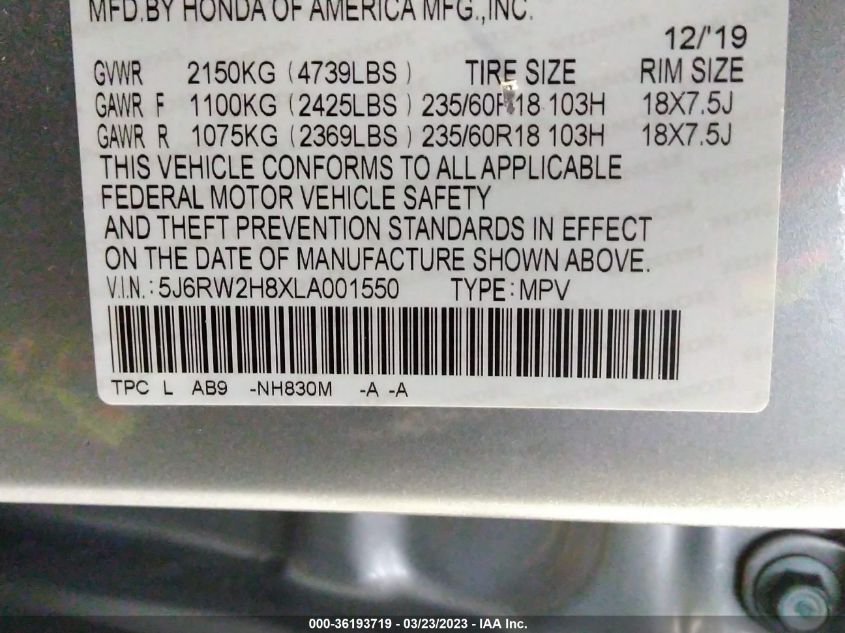 MFD.BY HONDA OF AMERICA MFG.,INC.
12/'19
GVWR 2150KG (4739LBS) TIRE SIZE RIM SIZE
GAWR F 1100KG (2425LBS) 235/60R18 103H 18X7.5J
GAWR R 1075KG (2369LBS) 235/60R18 103H 18X7.5J
THIS VEHICLE CONFORMS TO ALL APPLICABLE
FEDERAL MOTOR VEHICLE SAFETY
AND THEFT PREVENTION STANDARDS IN EFFECT
ON THE DATE OF MANUFACTURE SHOWN ABOVE.
V.I.N.: 5J6RW2H8XLA001550 TYPE: MPV
TPC L AB9 -NH830M -A -A
000-36193719 / 03/23/2023 - IAA Inc.